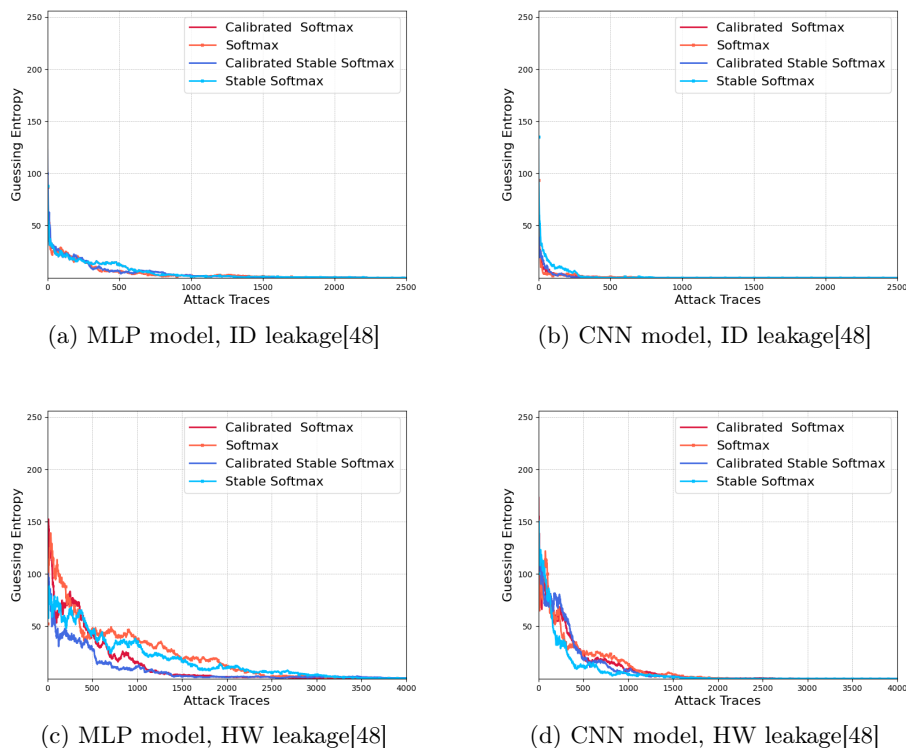 250
200
150
100
50
Guessing Entropy
Calibrated Softmax
Softmax
Calibrated Stable Softmax
Stable Softmax
0 500 1000 1500 2000 2500
Attack Traces
(a) MLP model, ID leakage[48]
250
200
150
100
50
Guessing Entropy
Calibrated Softmax
Softmax
Calibrated Stable Softmax
Stable Softmax
0 500 1000 1500 2000 2500
Attack Traces
(b) CNN model, ID leakage[48]
250
200
150
100
50
Guessing Entropy
Calibrated Softmax
Softmax
Calibrated Stable Softmax
Stable Softmax
0 500 1000 1500 2000 2500 3000 3500 4000
Attack Traces
(c) MLP model, HW leakage[48]
250
200
150
100
50
Guessing Entropy
Calibrated Softmax
Softmax
Calibrated Stable Softmax
Stable Softmax
0 500 1000 1500 2000 2500 3000 3500 4000
Attack Traces
(d) CNN model, HW leakage[48]